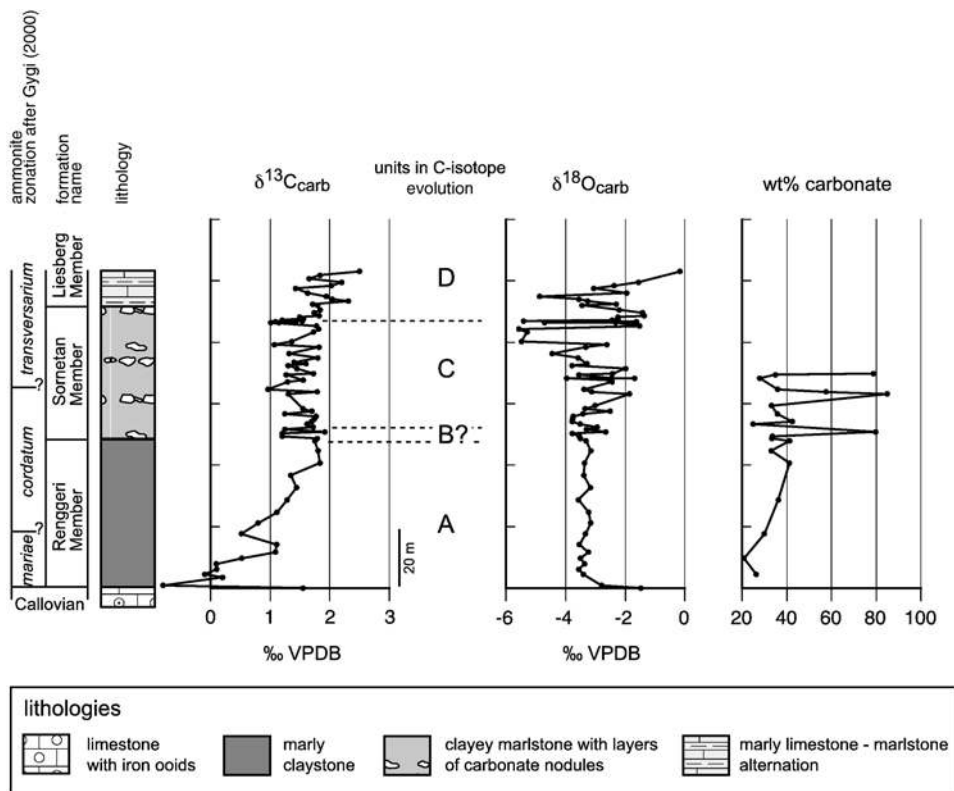 ammonite
zonation after Gygi (2000)
formation
name
lithology
δ13Ccarb
units in C-isotope
evolution
δ18Ocarb
wt% carbonate
transversarium
?
cordatum
?
mariae
Liesberg
Member
Sornetan
Member
Renggeri
Member
Callovian
D
C
B?
A
20 m
0 1 2 3
‰ VPDB
-6 -4 -2 0
‰ VPDB
20 40 60 80 100
lithologies
limestone
with iron ooids
marly
claystone
clayey marlstone with layers
of carbonate nodules
marly limestone - marlstone
alternation